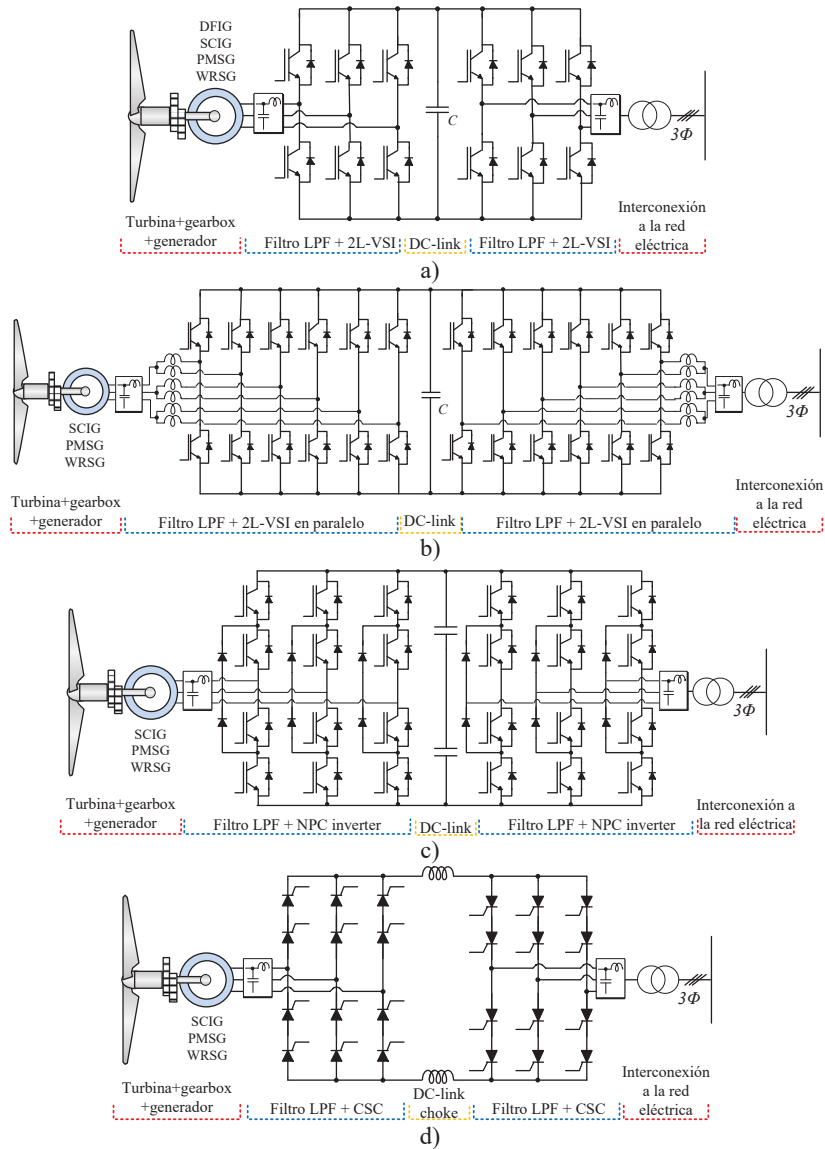 DFIG
SCIG
PMSG
WRSG
C
3Φ
Turbina+gearbox
+generador
Filtro LPF + 2L-VSI
DC-link
Filtro LPF + 2L-VSI
Interconexión
a la red
eléctrica
a)
SCIG
PMSG
WRSG
C
3Φ
Turbina+gearbox
+generador
Filtro LPF + 2L-VSI en paralelo
DC-link
Filtro LPF + 2L-VSI en paralelo
Interconexión
a la red
eléctrica
b)
SCIG
PMSG
WRSG
3Φ
Turbina+gearbox
+generador
Filtro LPF + NPC inverter
DC-link
Filtro LPF + NPC inverter
Interconexión a
la red eléctrica
c)
SCIG
PMSG
WRSG
3Φ
Turbina+gearbox
+generador
Filtro LPF + CSC
DC-link
choke
Filtro LPF + CSC
Interconexión
a la red
eléctrica
d)